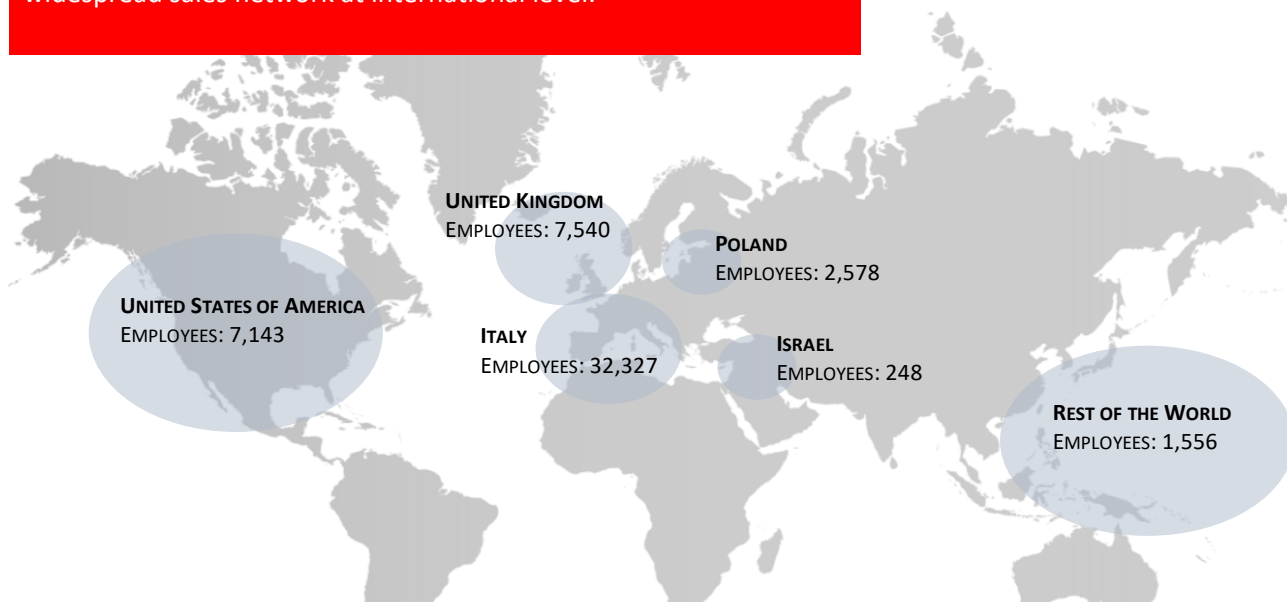 widespread sales network at international level.
UNITED KINGDOM
EMPLOYEES: 7,540
POLAND
EMPLOYEES: 2,578
UNITED STATES OF AMERICA
EMPLOYEES: 7,143
ITALY
EMPLOYEES: 32,327
ISRAEL
EMPLOYEES: 248
REST OF THE WORLD
EMPLOYEES: 1,556